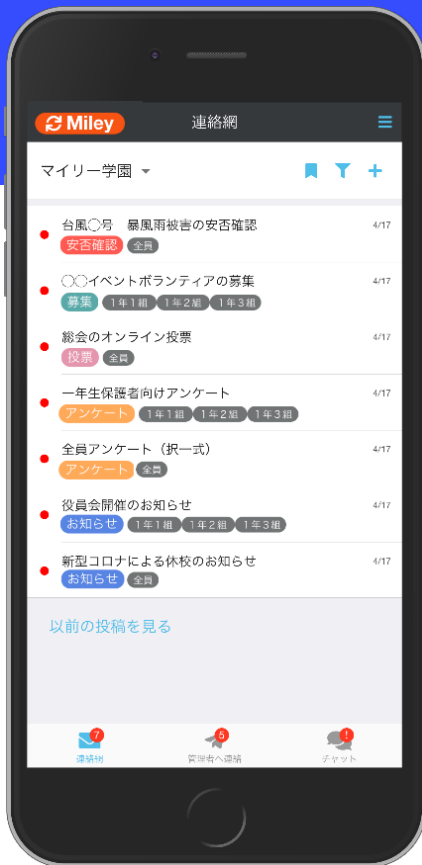 Miley 連絡網
マイリー学園
台風◯号 暴風雨被害の安否確認 4/17
安否確認 全員
◯◯イベントボランティアの募集 4/17
募集 1年1組 1年2組 1年3組
総会のオンライン投票 4/17
投票 全員
一年生保護者向けアンケート 4/17
アンケート 1年1組 1年2組 1年3組
全員アンケート（択一式） 4/17
アンケート 全員
役員会開催のお知らせ 4/17
お知らせ 1年1組 1年2組 1年3組
新型コロナによる休校のお知らせ 4/17
お知らせ 全員
以前の投稿を見る
7 5 !
連絡網 管理者へ連絡 チャット